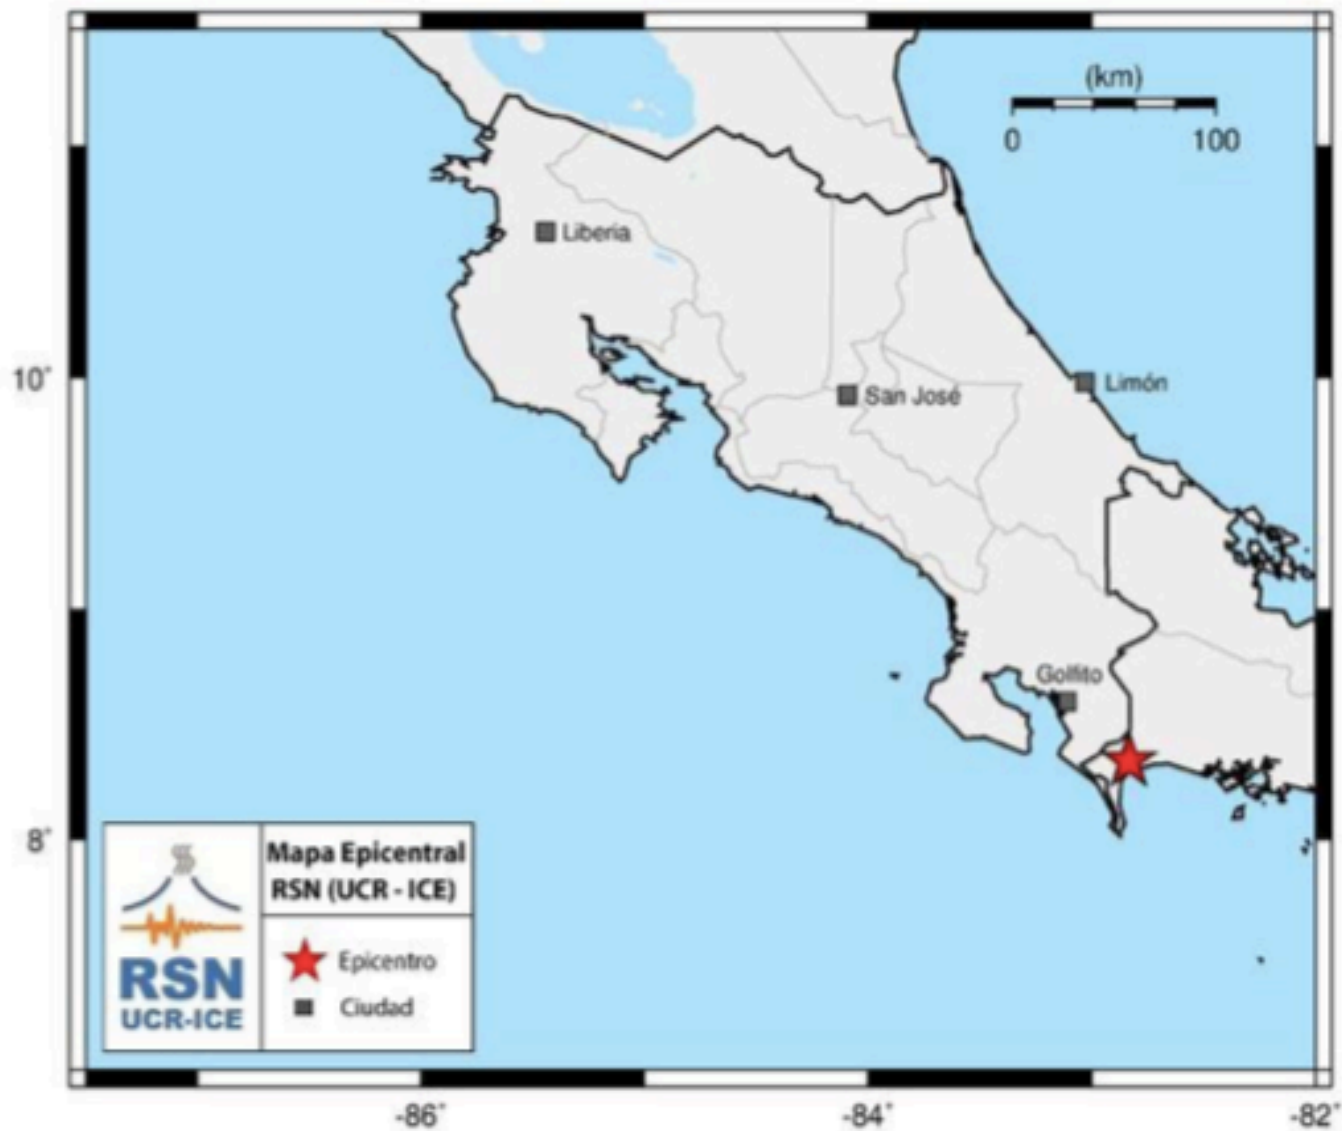 (km)
0 100
Liberia
10°
San José
Limón
Golfito
8°
Mapa Epicentral
RSN (UCR - ICE)
Epicentro
Ciudad
RSN
UCR-ICE
-86° -84° -82°